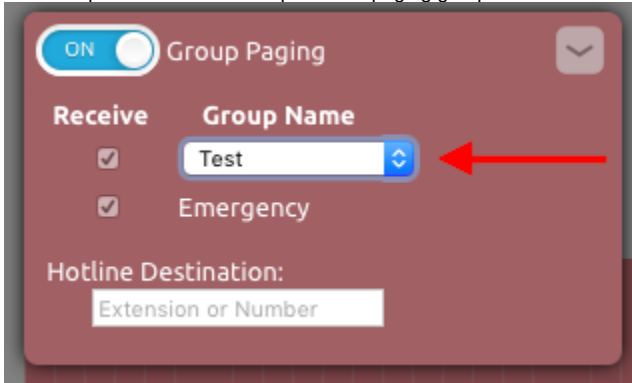 ON Group Paging
Receive Group Name
Test
Emergency
Hotline Destination:
Extension or Number